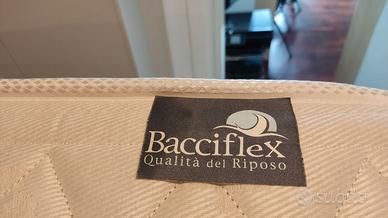 Bacciflex
Qualità del Riposo
subito